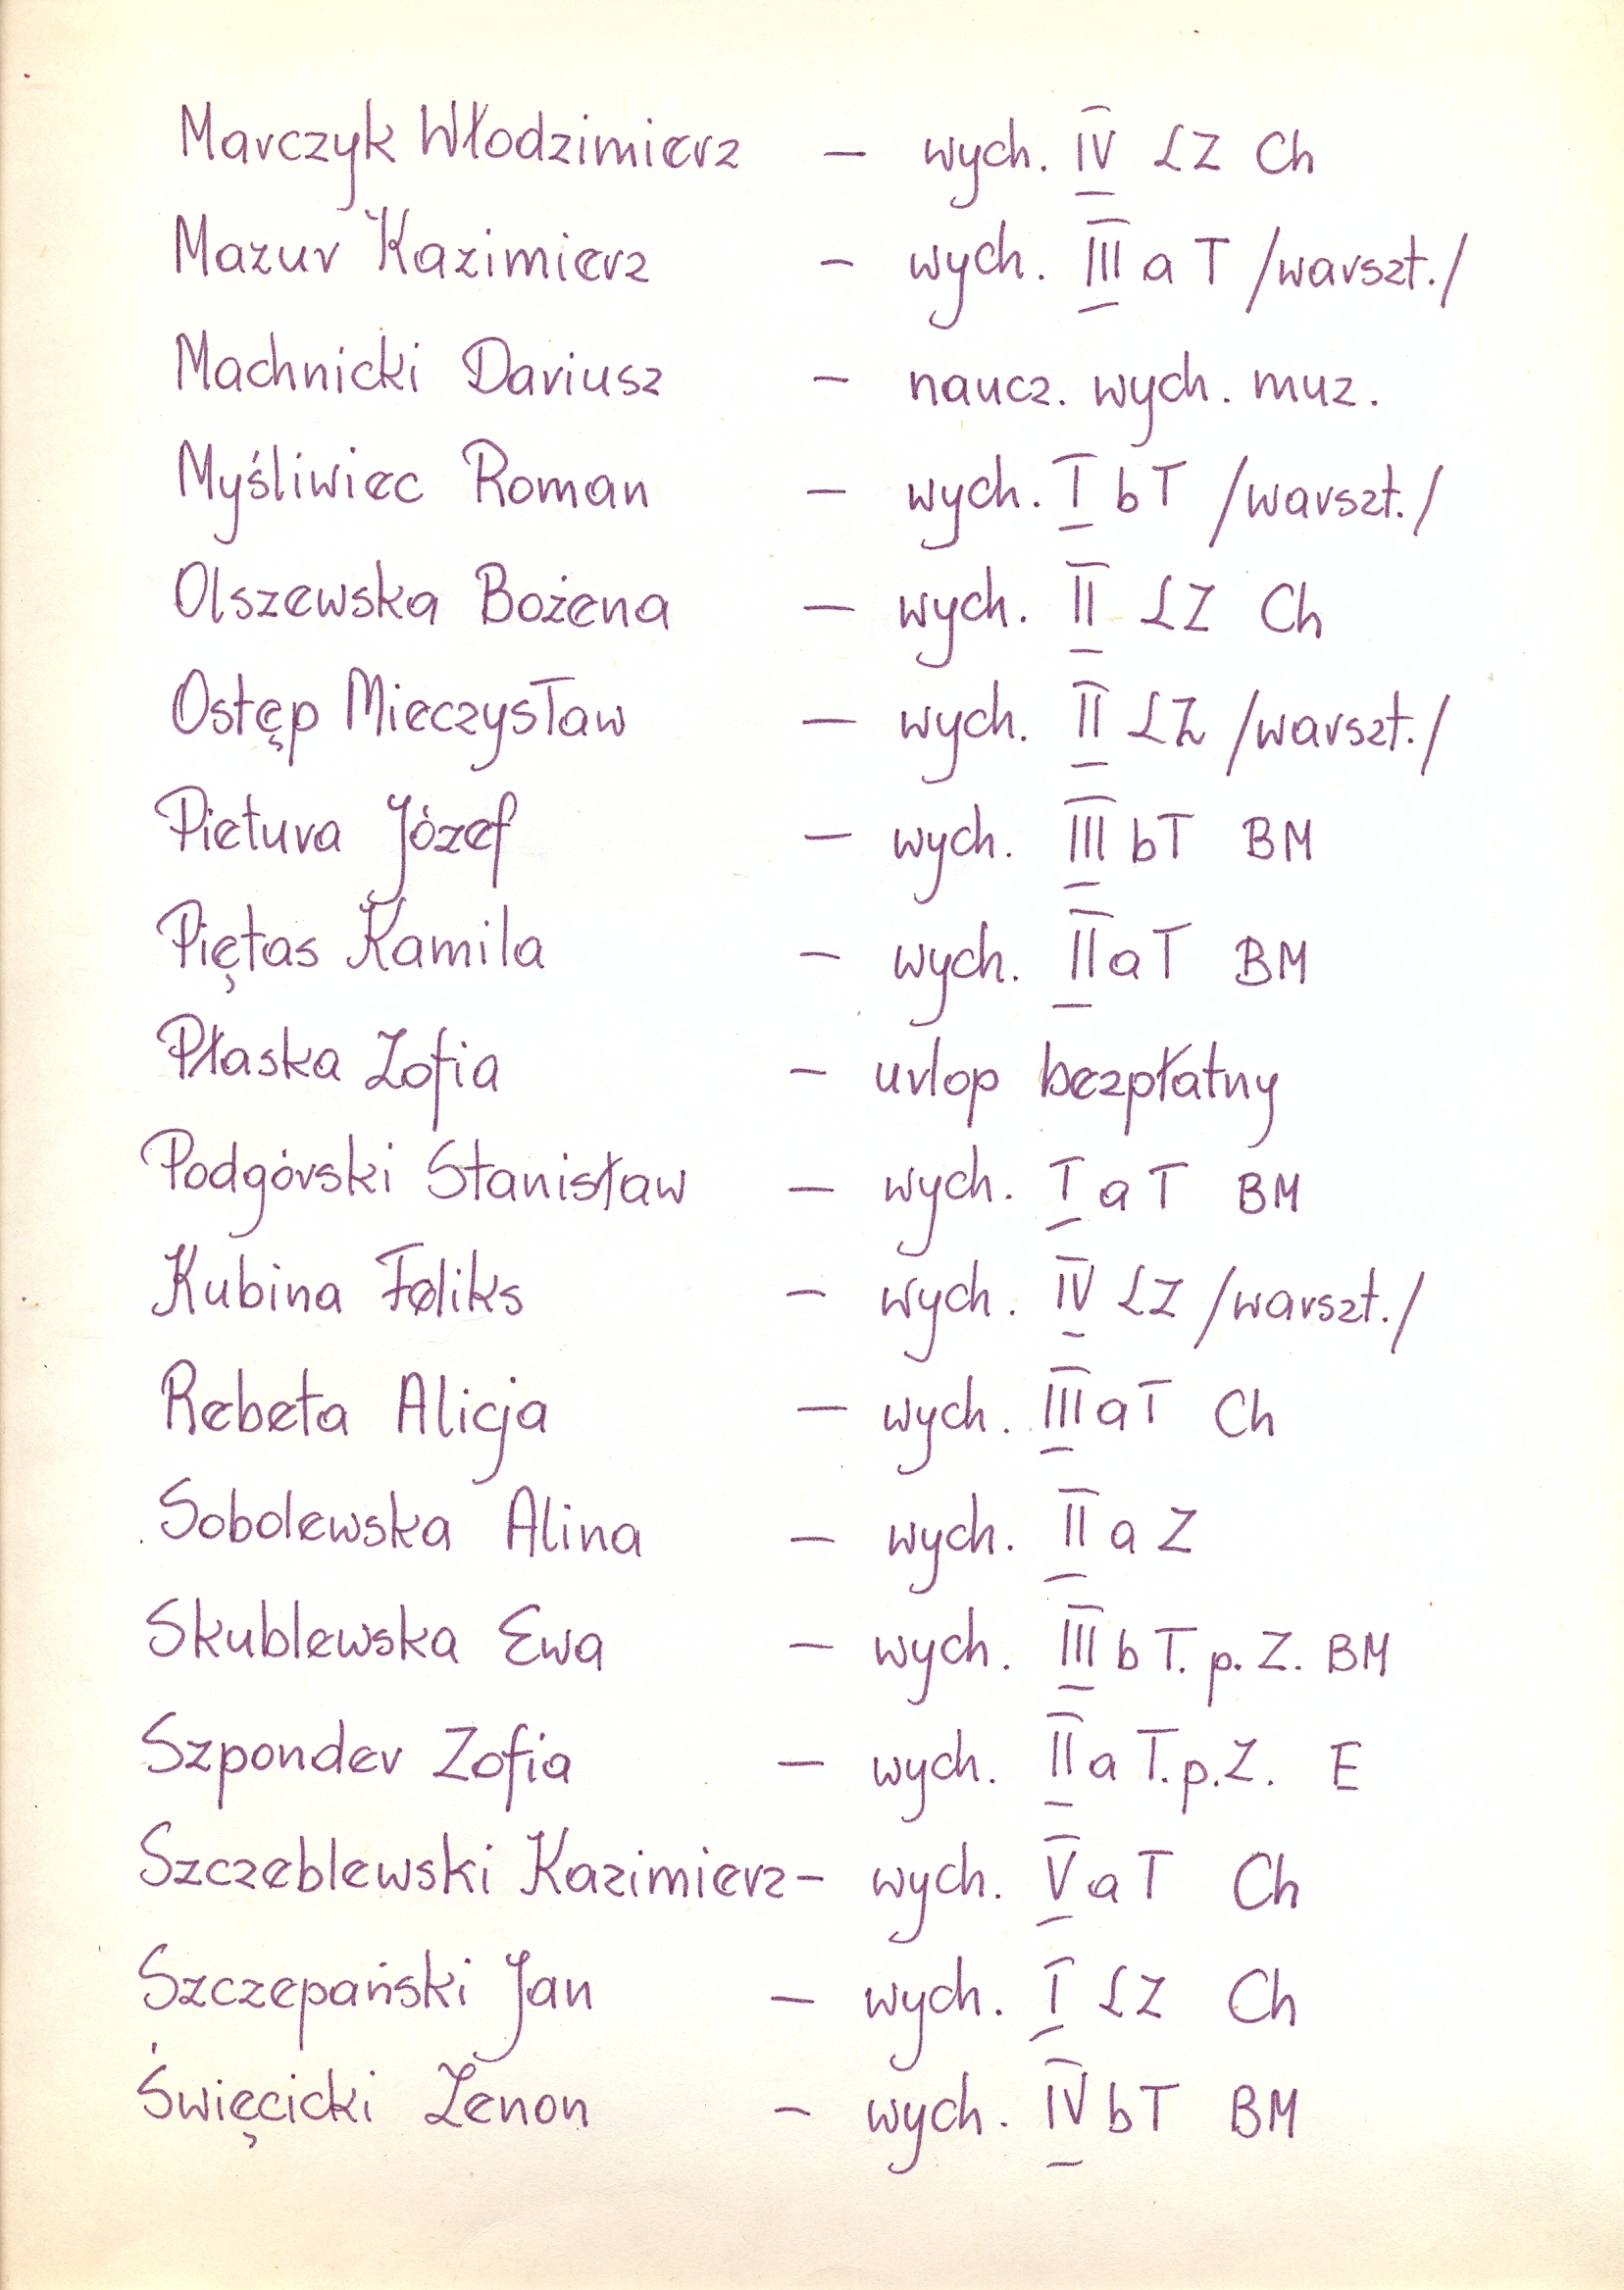 Marczyk Włodzimierz – wych. IV LZ Ch
Mazur Kazimierz – wych. III a T /warszt./
Machnicki Dariusz – naucz. wych. muz.
Myśliwiec Roman – wych. I b T /warszt./
Olszewska Bożena – wych. II LZ Ch
Ostęp Mieczysław – wych. II LZ /warszt./
Pietura Józef – wych. III b T BM
Piętas Kamila – wych. II a T BM
Płaska Zofia – urlop bezpłatny
Podgórski Stanisław – wych. I a T BM
Kubina Feliks – wych. IV LZ /warszt./
Rebeta Alicja – wych. III a T Ch
Sobolewska Alina – wych. II a Z
Skublewska Ewa – wych. III b T. p. Z. BM
Szponder Zofia – wych. II a T. p. Z. E
Szczeblewski Kazimierz – wych. V a T Ch
Szczepański Jan – wych. I LZ Ch
Święcicki Zenon – wych. IV b T BM